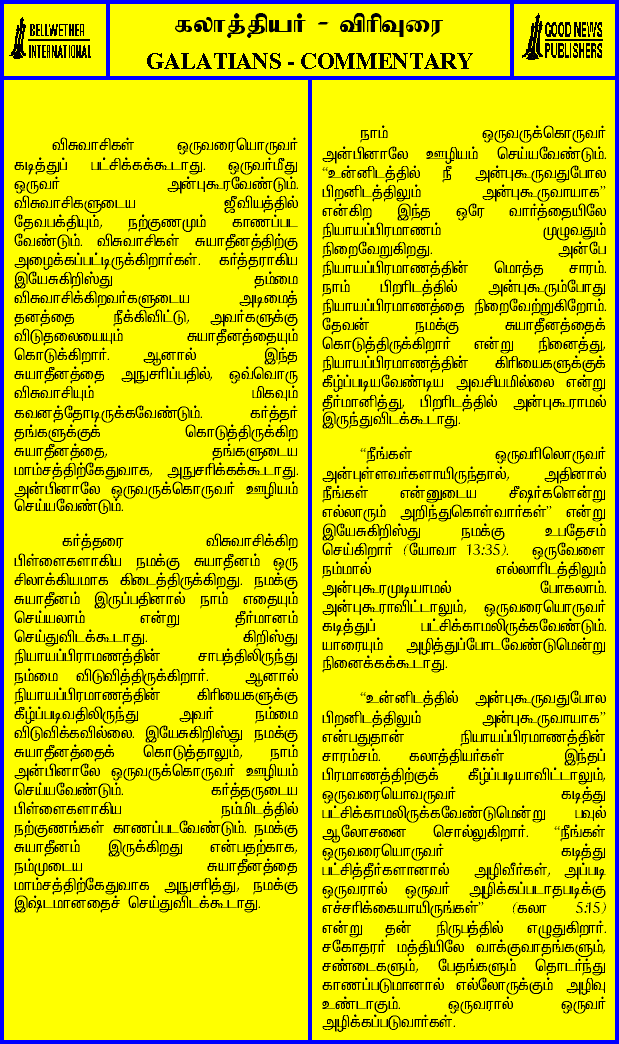 BELLWETHER
INTERNATIONAL
கலாத்தியர் - விரிவுரை
GALATIANS - COMMENTARY
GOOD NEWS
PUBLISHERS
விசுவாசிகள் ஒருவரையொருவர்
கடித்துப் பட்சிக்கக்கூடாது. ஒருவர்மீது
ஒருவர் அன்புகூரவேண்டும்.
விசுவாசிகளுடைய ஜீவியத்தில்
தேவபக்தியும், நற்குணமும் காணப்பட
வேண்டும். விசுவாசிகள் சுயாதீனத்திற்கு
அழைக்கப்பட்டிருக்கிறார்கள். கர்த்தராகிய
இயேசுகிறிஸ்து தம்மை
விசுவாசிக்கிறவர்களுடைய அடிமைத்
தனத்தை நீக்கிவிட்டு, அவர்களுக்கு
விடுதலையையும் சுயாதீனத்தையும்
கொடுக்கிறார். ஆனால் இந்த
சுயாதீனத்தை அநுசரிப்பதில், ஒவ்வொரு
விசுவாசியும் மிகவும்
கவனத்தோடிருக்கவேண்டும். கர்த்தர்
தங்களுக்குக் கொடுத்திருக்கிற
சுயாதீனத்தை, தங்களுடைய
மாம்சத்திற்கேதுவாக, அநுசரிக்கக்கூடாது.
அன்பினாலே ஒருவருக்கொருவர் ஊழியம்
செய்யவேண்டும்.
கர்த்தரை விசுவாசிக்கிற
பிள்ளைகளாகிய நமக்கு சுயாதீனம் ஒரு
சிலாக்கியமாக கிடைத்திருக்கிறது. நமக்கு
சுயாதீனம் இருப்பதினால் நாம் எதையும்
செய்யலாம் என்று தீர்மானம்
செய்துவிடக்கூடாது. கிறிஸ்து
நியாயப்பிராமணத்தின் சாபத்திலிருந்து
நம்மை விடுவித்திருக்கிறார். ஆனால்
நியாயப்பிரமாணத்தின் கிரியைகளுக்கு
கீழ்ப்படிவதிலிருந்து அவர் நம்மை
விடுவிக்கவில்லை. இயேசுகிறிஸ்து நமக்கு
சுயாதீனத்தைக் கொடுத்தாலும், நாம்
அன்பினாலே ஒருவருக்கொருவர் ஊழியம்
செய்யவேண்டும். கர்த்தருடைய
பிள்ளைகளாகிய நம்மிடத்தில்
நற்குணங்கள் காணப்படவேண்டும். நமக்கு
சுயாதீனம் இருக்கிறது என்பதற்காக,
நம்முடைய சுயாதீனத்தை
மாம்சத்திற்கேதுவாக அநுசரித்து, நமக்கு
இஷ்டமானதைச் செய்துவிடக்கூடாது.
நாம் ஒருவருக்கொருவர்
அன்பினாலே ஊழியம் செய்யவேண்டும்.
“உன்னிடத்தில் நீ அன்புகூருவதுபோல
பிறனிடத்திலும் அன்புகூருவாயாக”
என்கிற இந்த ஒரே வார்த்தையிலே
நியாயப்பிரமாணம் முழுவதும்
நிறைவேறுகிறது. அன்பே
நியாயப்பிரமாணத்தின் மொத்த சாரம்.
நாம் பிறரிடத்தில் அன்புகூரும்போது
நியாயப்பிரமாணத்தை நிறைவேற்றுகிறோம்.
தேவன் நமக்கு சுயாதீனத்தைக்
கொடுத்திருக்கிறார் என்று நினைத்து,
நியாயப்பிரமாணத்தின் கிரியைகளுக்குக்
கீழ்ப்படியவேண்டிய அவசியமில்லை என்று
தீர்மானித்து, பிறரிடத்தில் அன்புகூராமல்
இருந்துவிடக்கூடாது.
“நீங்கள் ஒருவரிலொருவர்
அன்புள்ளவர்களாயிருந்தால், அதினால்
நீங்கள் என்னுடைய சீஷர்களென்று
எல்லாரும் அறிந்துகொள்வார்கள்” என்று
இயேசுகிறிஸ்து நமக்கு உபதேசம்
செய்கிறார் (யோவா 13:35). ஒருவேளை
நம்மால் எல்லாரிடத்திலும்
அன்புகூரமுடியாமல் போகலாம்.
அன்புகூராவிட்டாலும், ஒருவரையொருவர்
கடித்துப் பட்சிக்காமலிருக்கவேண்டும்.
யாரையும் அழித்துப்போடவேண்டுமென்று
நினைக்கக்கூடாது.
“உன்னிடத்தில் அன்புகூருவதுபோல
பிறனிடத்திலும் அன்புகூருவாயாக”
என்பதுதான் நியாயப்பிரமாணத்தின்
சாராம்சம். கலாத்தியர்கள் இந்தப்
பிரமாணத்திற்குக் கீழ்ப்படியாவிட்டாலும்,
ஒருவரையொவருவர் கடித்து
பட்சிக்காமலிருக்கவேண்டுமென்று பவுல்
ஆலோசனை சொல்லுகிறார். “நீங்கள்
ஒருவரையொருவர் கடித்து
பட்சித்தீர்களானால் அழிவீர்கள், அப்படி
ஒருவரால் ஒருவர் அழிக்கப்படாதபடிக்கு
எச்சரிக்கையாயிருங்கள்” (கலா 5:15)
என்று தன் நிருபத்தில் எழுதுகிறார்.
சகோதரர் மத்தியிலே வாக்குவாதங்களும்,
சண்டைகளும், பேதங்களும் தொடர்ந்து
காணப்படுமானால் எல்லோருக்கும் அழிவு
உண்டாகும். ஒருவரால் ஒருவர்
அழிக்கப்படுவார்கள்.